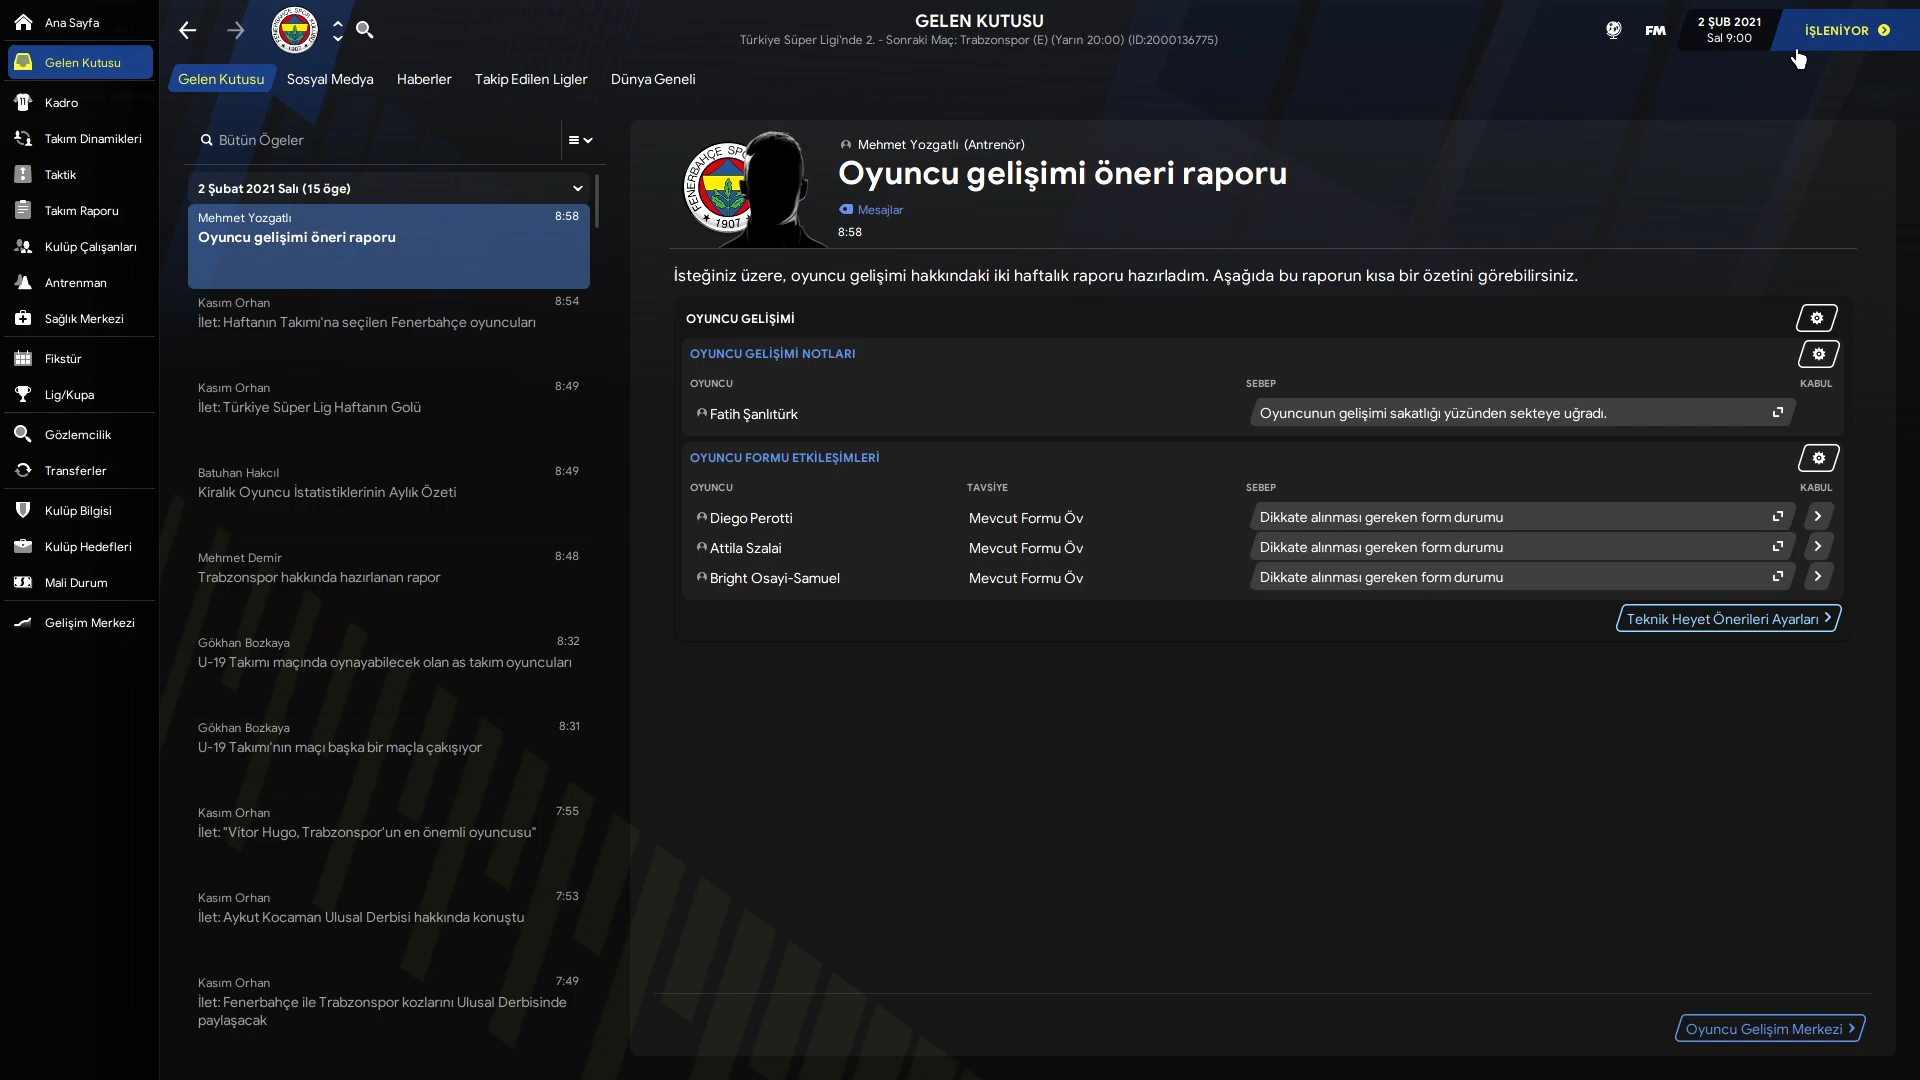 Ana Sayfa
Gelen Kutusu
Kadro
Takım Dinamikleri
Taktik
Takım Raporu
Kulüp Çalışanları
Antrenman
Sağlık Merkezi
Fikstür
Lig/Kupa
Gözlemcilik
Transferler
Kulüp Bilgisi
Kulüp Hedefleri
Mali Durum
Gelişim Merkezi
GELEN KUTUSU
Türkiye Süper Ligi'nde 2. - Sonraki Maç: Trabzonspor (E) (Yarın 20:00) (ID:2000136775)
FM
2 ŞUB 2021
Sal 9:00
İŞLENİYOR
Gelen Kutusu Sosyal Medya Haberler Takip Edilen Ligler Dünya Geneli
Bütün Ögeler
2 Şubat 2021 Salı (15 öge)
Mehmet Yozgatlı 8:58
Oyuncu gelişimi öneri raporu
Kasım Orhan 8:54
İlet: Haftanın Takımı'na seçilen Fenerbahçe oyuncuları
Kasım Orhan 8:49
İlet: Türkiye Süper Lig Haftanın Golü
Batuhan Hakcıl 8:49
Kiralık Oyuncu İstatistiklerinin Aylık Özeti
Mehmet Demir 8:48
Trabzonspor hakkında hazırlanan rapor
Gökhan Bozkaya 8:32
U-19 Takımı maçında oynayabilecek olan as takım oyuncuları
Gökhan Bozkaya 8:31
U-19 Takımı'nın maçı başka bir maçla çakışıyor
Kasım Orhan 7:55
İlet: "Vitor Hugo, Trabzonspor'un en önemli oyuncusu"
Kasım Orhan 7:53
İlet: Aykut Kocaman Ulusal Derbisi hakkında konuştu
Kasım Orhan 7:49
İlet: Fenerbahçe ile Trabzonspor kozlarını Ulusal Derbisinde
paylaşacak
FENERBAHÇE SPO
1907
Mehmet Yozgatlı (Antrenör)
Oyuncu gelişimi öneri raporu
Mesajlar
8:58
İsteğiniz üzere, oyuncu gelişimi hakkındaki iki haftalık raporu hazırladım. Aşağıda bu raporun kısa bir özetini görebilirsiniz.
OYUNCU GELİŞİMİ
OYUNCU GELİŞİMİ NOTLARI
OYUNCU SEBEP KABUL
Fatih Şanlıtürk Oyuncunun gelişimi sakatlığı yüzünden sekteye uğradı.
OYUNCU FORMU ETKİLEŞİMLERİ
OYUNCU TAVSİYE SEBEP KABUL
Diego Perotti Mevcut Formu Öv Dikkate alınması gereken form durumu
Attila Szalai Mevcut Formu Öv Dikkate alınması gereken form durumu
Bright Osayi-Samuel Mevcut Formu Öv Dikkate alınması gereken form durumu
Teknik Heyet Önerileri Ayarları
Oyuncu Gelişim Merkezi